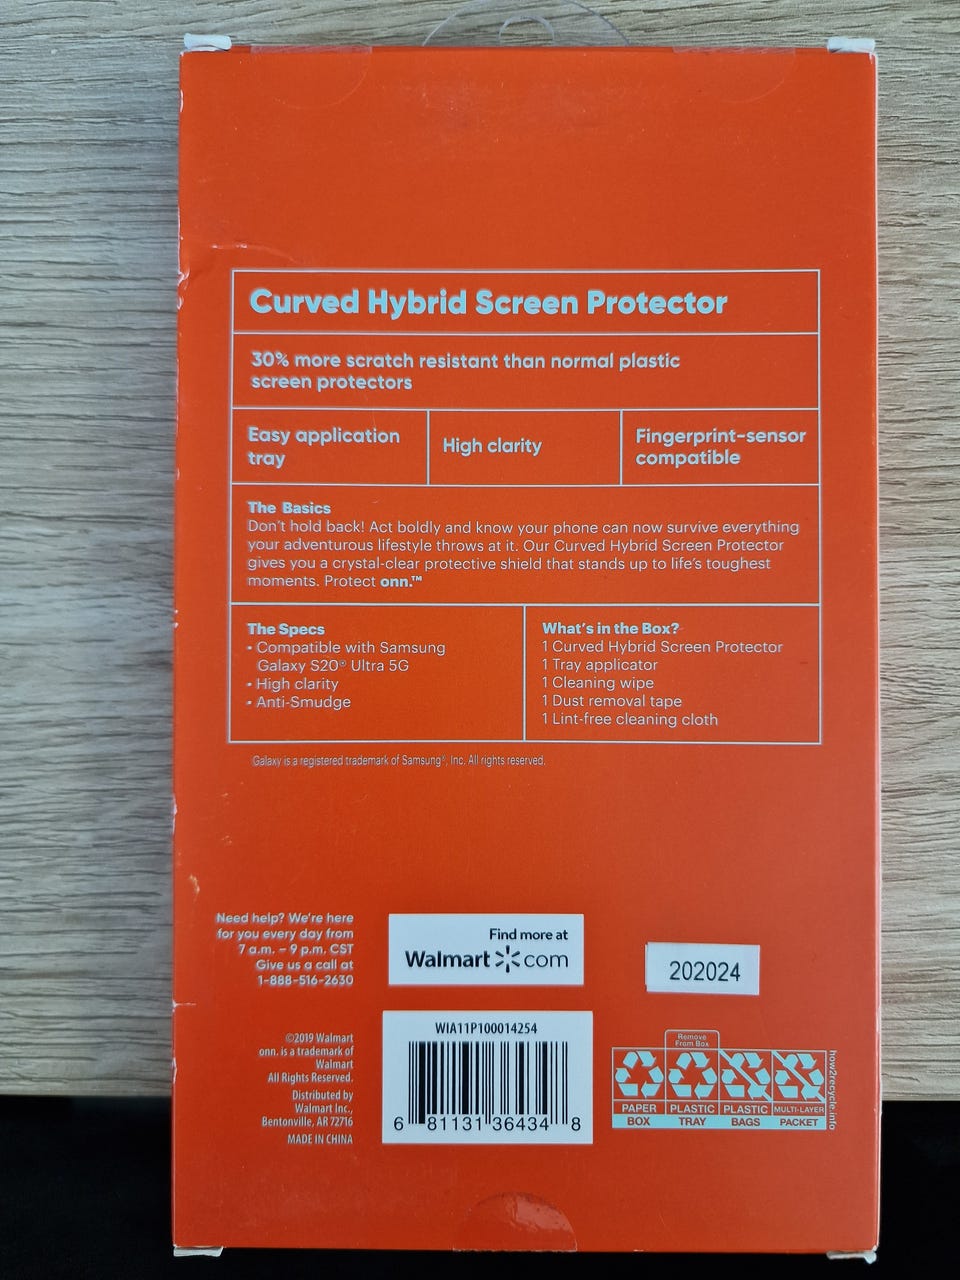 Curved Hybrid Screen Protector
30% more scratch resistant than normal plastic
screen protectors
Easy application
tray
High clarity
Fingerprint-sensor
compatible
The Basics
Don't hold back! Act boldly and know your phone can now survive everything
your adventurous lifestyle throws at it. Our Curved Hybrid Screen Protector
gives you a crystal-clear protective shield that stands up to life's toughest
moments. Protect onn.™
The Specs
• Compatible with Samsung
Galaxy S20® Ultra 5G
• High clarity
• Anti-Smudge
What's in the Box?
1 Curved Hybrid Screen Protector
1 Tray applicator
1 Cleaning wipe
1 Dust removal tape
1 Lint-free cleaning cloth
Galaxy is a registered trademark of Samsung®, Inc. All rights reserved.
Need help? We're here
for you every day from
7 a.m. – 9 p.m. CST
Give us a call at
1-888-516-2630
Find more at
Walmart com
202024
©2019 Walmart
onn. is a trademark of
Walmart
All Rights Reserved.
Distributed by
Walmart Inc.,
Bentonville, AR 72716
MADE IN CHINA
WIA11P100014254
6 81131 36434 8
Remove
From Box
PAPER
BOX
PLASTIC
TRAY
PLASTIC
BAGS
MULTI-LAYER
PACKET
how2recycle.info